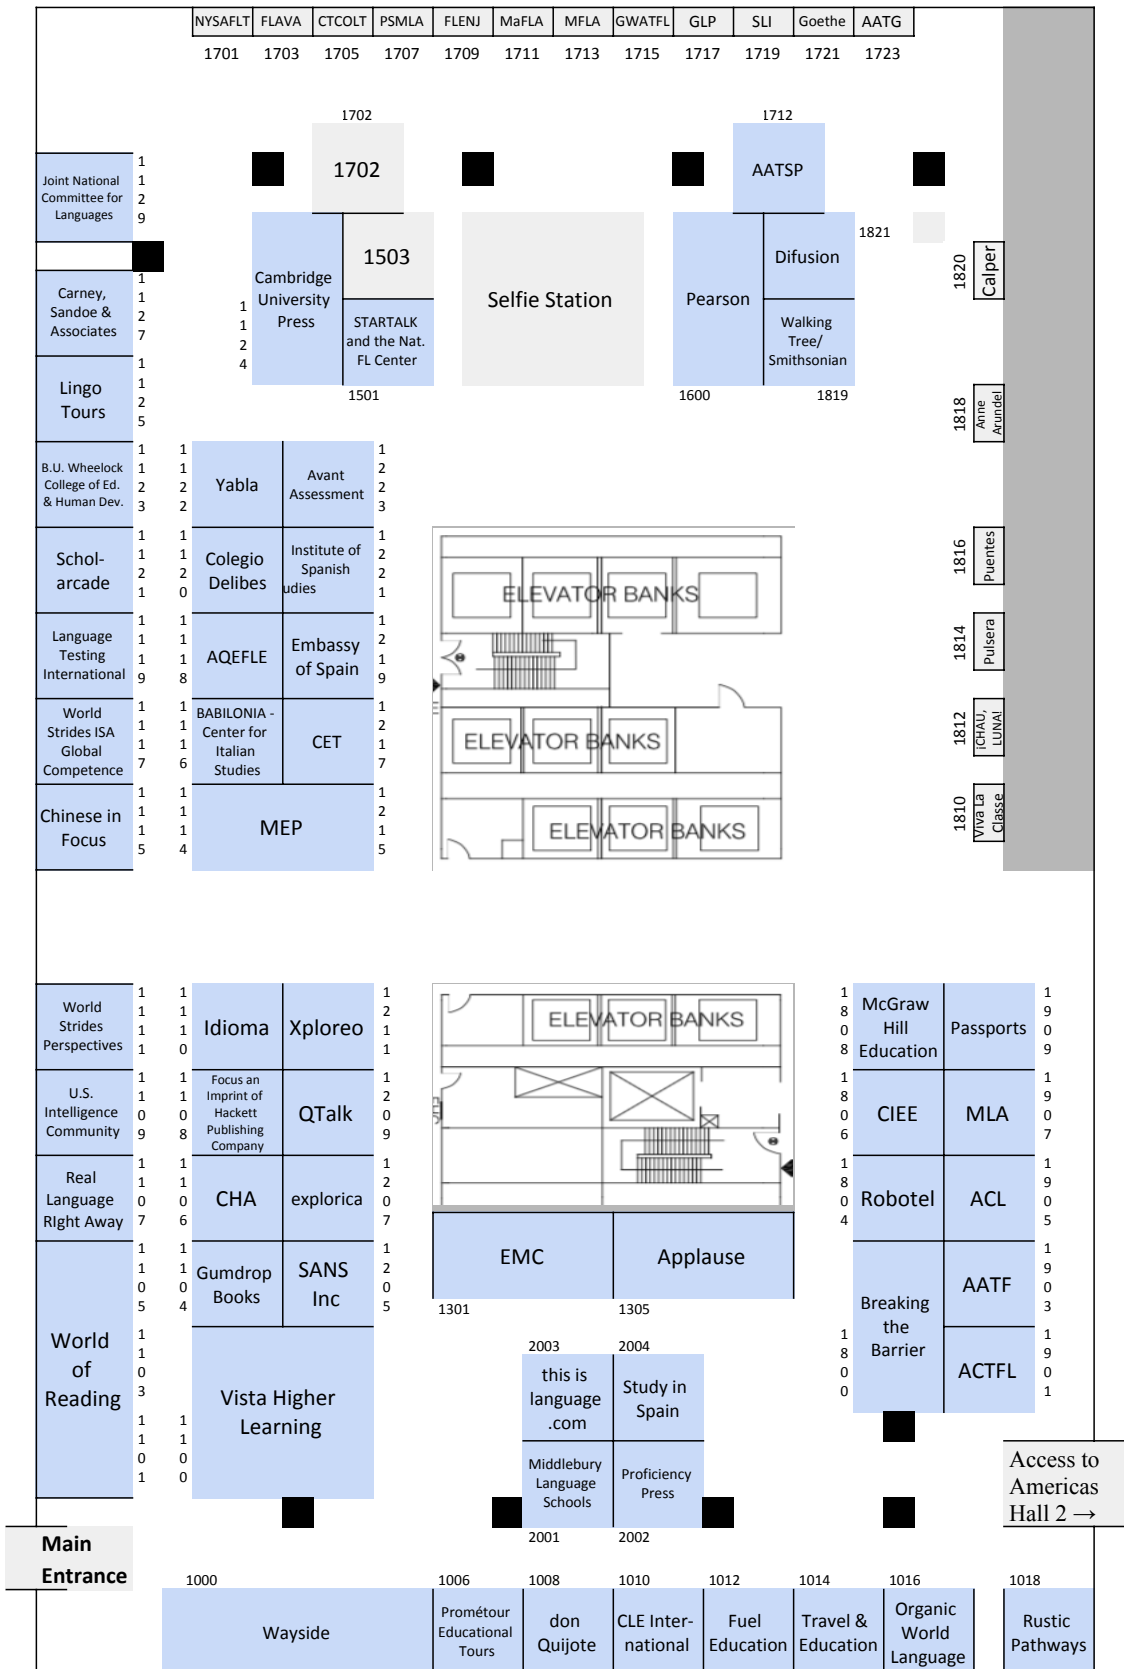 NYSAFLT FLAVA CTCOLT PSMLA FLENJ MaFLA MFLA GWATFL GLP SLI Goethe AATG
1701 1703 1705 1707 1709 1711 1713 1715 1717 1719 1721 1723
1702
1712
1702
AATSP
Joint National
Committee for
Languages
1129
1503
Cambridge
University
Press
1124
STARTALK
and the Nat.
FL Center
1501
Selfie Station
Pearson
1600
Difusion
1821
Walking
Tree/
Smithsonian
1819
1820
Calper
Carney,
Sandoe &
Associates
1127
Lingo
Tours
1125
1818
Anne
Arundel
B.U. Wheelock
College of Ed.
& Human Dev.
1123
1122
Yabla
Avant
Assessment
1223
Schol-
arcade
1121
1120
Colegio
Delibes
Institute of
Spanish
udies
1221
ELEVATOR BANKS
1816
Puentes
Language
Testing
International
1119
1118
AQEFLE
Embassy
of Spain
1219
1814
Pulsera
World
Strides ISA
Global
Competence
1117
1116
BABILONIA -
Center for
Italian
Studies
CET
1217
ELEVATOR BANKS
1812
¡CHAU,
LUNA!
Chinese in
Focus
1115
1114
MEP
1215
ELEVATOR BANKS
1810
Viva La
Classe
World
Strides
Perspectives
1111
1110
Idioma
Xploreo
1211
ELEVATOR BANKS
1808
McGraw
Hill
Education
Passports
1909
U.S.
Intelligence
Community
1109
1108
Focus an
Imprint of
Hackett
Publishing
Company
QTalk
1209
1806
CIEE
MLA
1907
Real
Language
RIght Away
1107
1106
CHA
explorica
1207
1804
Robotel
ACL
1905
World
of
Reading
1105
1103
1101
1104
Gumdrop
Books
SANS
Inc
1205
EMC
Applause
1301
1305
Breaking
the
Barrier
1800
AATF
1903
ACTFL
1901
Vista Higher
Learning
1100
2003 2004
this is
language
.com
Study in
Spain
Middlebury
Language
Schools
Proficiency
Press
2001 2002
Access to
Americas
Hall 2 →
Main
Entrance
1000 1006 1008 1010 1012 1014 1016 1018
Wayside
Prométour
Educational
Tours
don
Quijote
CLE Inter-
national
Fuel
Education
Travel &
Education
Organic
World
Language
Rustic
Pathways